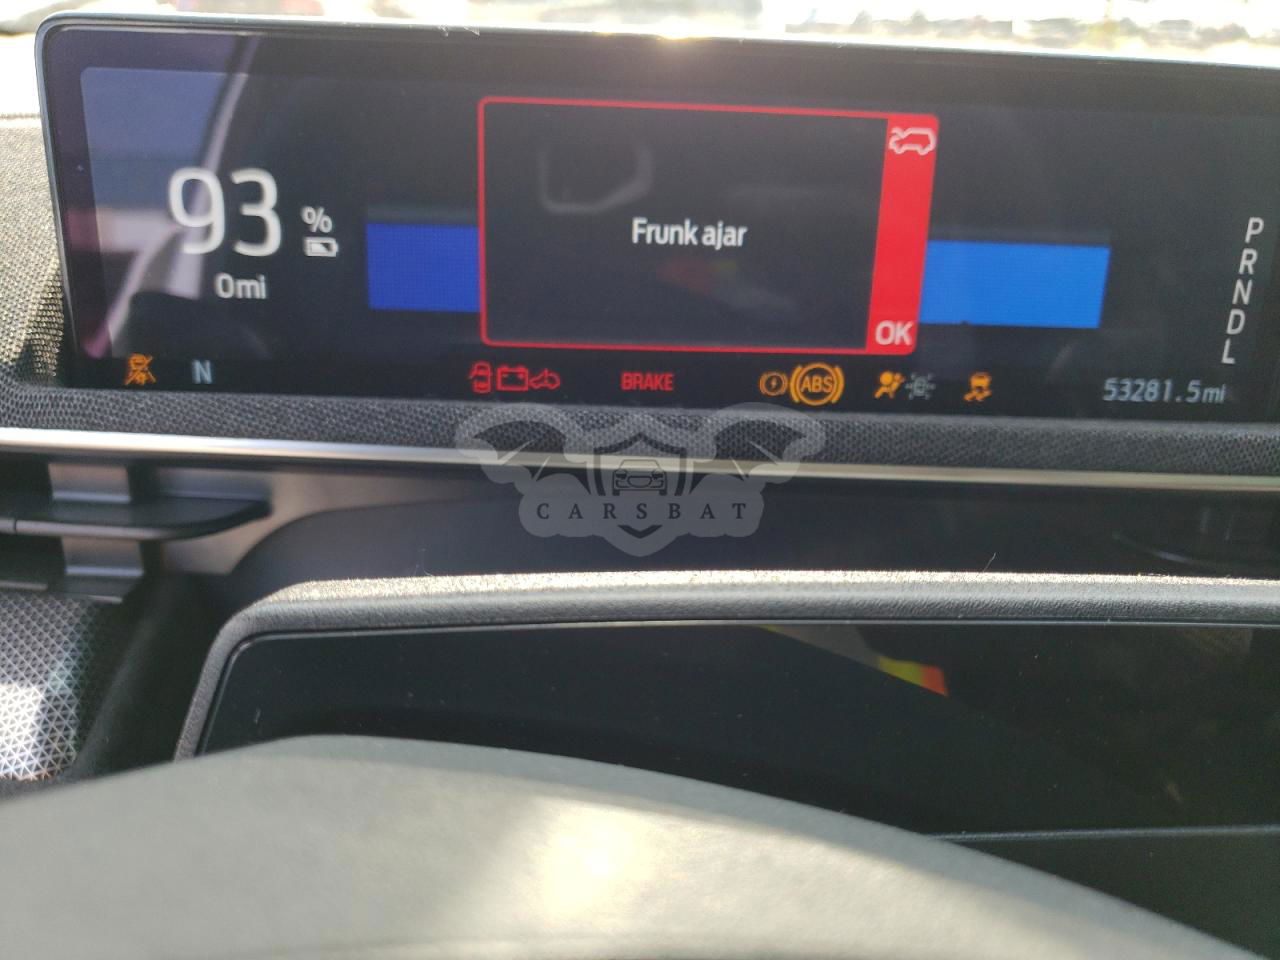 93 %
0mi
Frunk ajar
OK
P
R
N
D
L
N
BRAKE
ABS
53281.5mi
CARSBAT